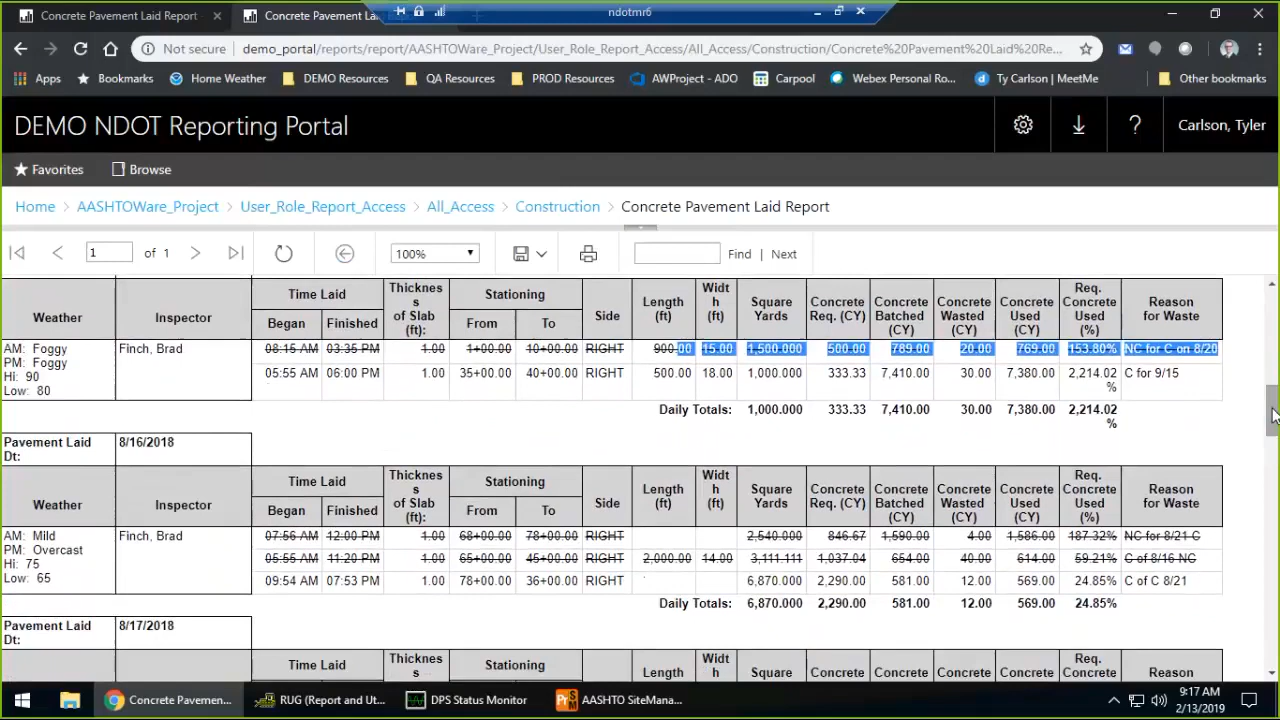 Concrete Pavement Laid Report
Concrete Pavement La
ndotmr6
Not secure
demo_portal/reports/report/AASHTOWare_Project/User_Role_Report_Access/All_Access/Construction/Concrete%20Pavement%20Laid%20Re...
Apps Bookmarks Home Weather DEMO Resources QA Resources PROD Resources AWProject - ADO Carpool Webex Personal Ro... Ty Carlson | MeetMe Other bookmarks
DEMO NDOT Reporting Portal
? Carlson, Tyler
Favorites Browse
Home > AASHTOWare_Project > User_Role_Report_Access > All_Access > Construction > Concrete Pavement Laid Report
1 of 1 100% Find | Next
Weather Inspector Time Laid Began Finished Thicknes s of Slab (ft): Stationing From To Side Length (ft) Widt h (ft) Square Yards Concrete Req. (CY) Concrete Batched (CY) Concrete Wasted (CY) Concrete Used (CY) Req. Concrete Used (%) Reason for Waste
AM: Foggy Finch, Brad 08:15 AM 03:35 PM 1.00 1+00.00 10+00.00 RIGHT 900.00 15.00 1,500.000 500.00 789.00 20.00 769.00 153.80% NC for C on 8/20
PM: Foggy
Hi: 90
Low: 80
05:55 AM 06:00 PM 1.00 35+00.00 40+00.00 RIGHT 500.00 18.00 1,000.000 333.33 7,410.00 30.00 7,380.00 2,214.02 % C for 9/15
Daily Totals: 1,000.000 333.33 7,410.00 30.00 7,380.00 2,214.02 %
Pavement Laid Dt: 8/16/2018
Weather Inspector Time Laid Began Finished Thicknes s of Slab (ft): Stationing From To Side Length (ft) Widt h (ft) Square Yards Concrete Req. (CY) Concrete Batched (CY) Concrete Wasted (CY) Concrete Used (CY) Req. Concrete Used (%) Reason for Waste
AM: Mild Finch, Brad 07:56 AM 12:00 PM 1.00 68+00.00 78+00.00 RIGHT 2,540.000 846.67 1,590.00 4.00 1,586.00 187.32% NC for 8/21 C
PM: Overcast
Hi: 75
Low: 65
05:55 AM 11:20 PM 1.00 65+00.00 45+00.00 RIGHT 2,000.00 14.00 3,111.111 1,037.04 654.00 40.00 614.00 59.21% C of 8/16 NC
09:54 AM 07:53 PM 1.00 78+00.00 36+00.00 RIGHT 6,870.000 2,290.00 581.00 12.00 569.00 24.85% C of C 8/21
Daily Totals: 6,870.000 2,290.00 581.00 12.00 569.00 24.85%
Pavement Laid Dt: 8/17/2018
Time Laid Thicknes s Stationing Length Widt h Square Concrete Concrete Concrete Concrete Req. Concrete Reason
Concrete Pavemen... RUG (Report and Ut... DPS Status Monitor AASHTO SiteMana...
9:17 AM
2/13/2019